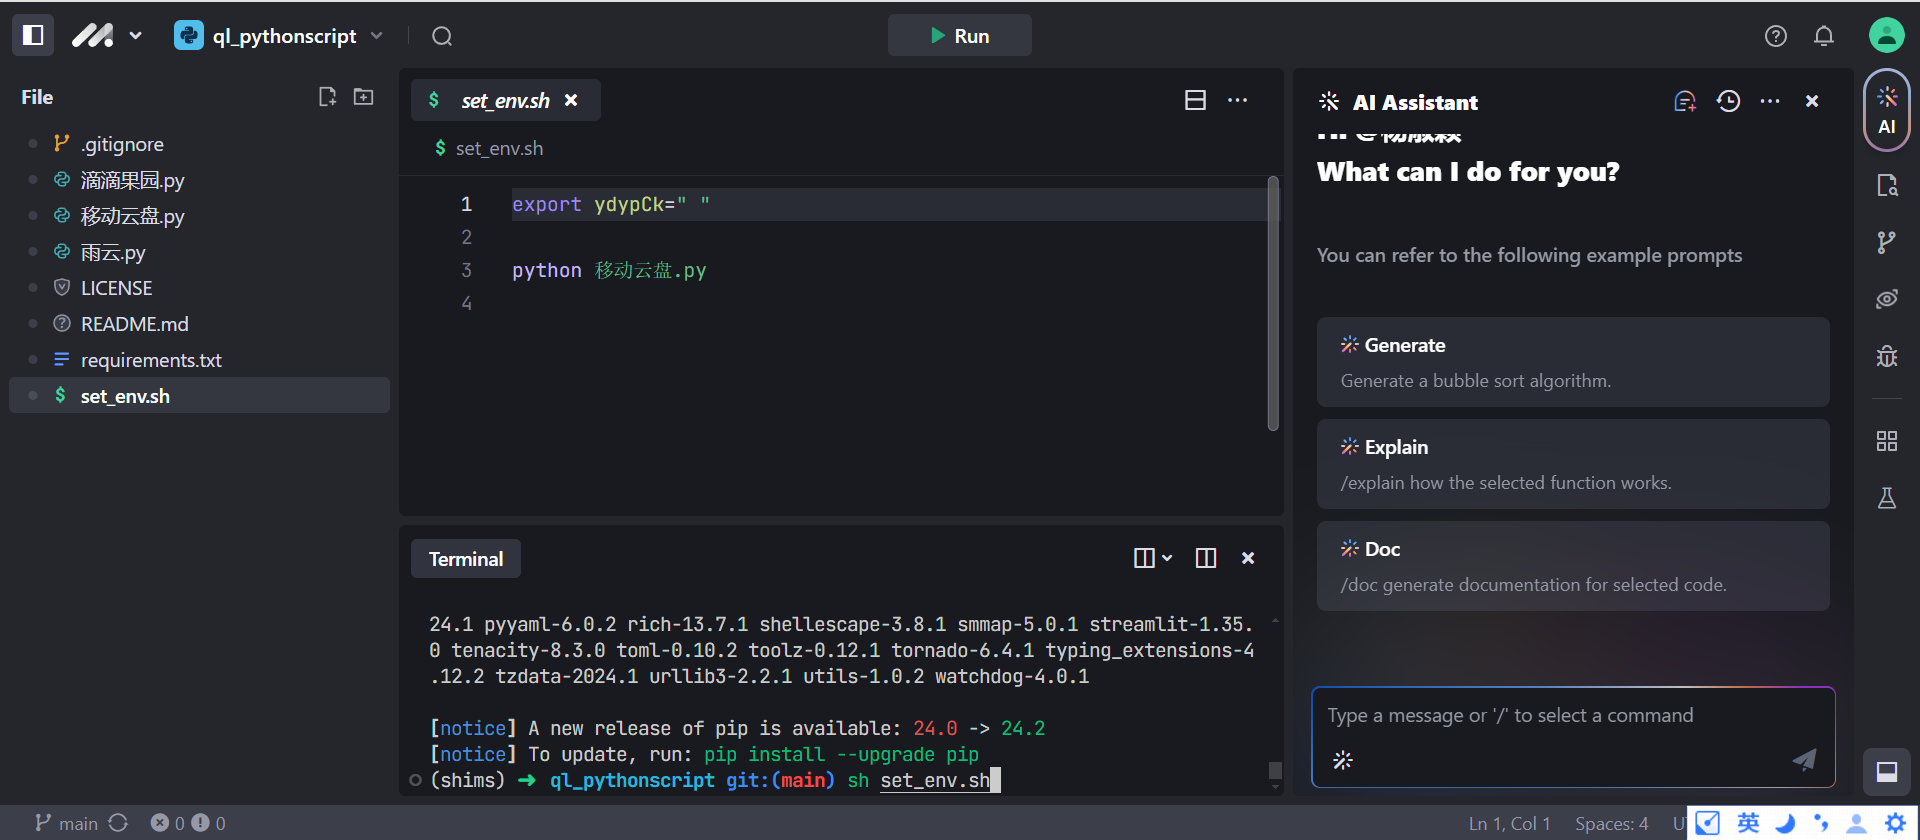 ql_pythonscript
Run
File
.gitignore
滴滴果园.py
移动云盘.py
雨云.py
LICENSE
README.md
requirements.txt
set_env.sh
$ set_env.sh
$ set_env.sh
1 export ydypCk=" "
2
3 python 移动云盘.py
4
Terminal
24.1 pyyaml-6.0.2 rich-13.7.1 shellescape-3.8.1 smmap-5.0.1 streamlit-1.35.
0 tenacity-8.3.0 toml-0.10.2 toolz-0.12.1 tornado-6.4.1 typing_extensions-4
.12.2 tzdata-2024.1 urllib3-2.2.1 utils-1.0.2 watchdog-4.0.1
[notice] A new release of pip is available: 24.0 -> 24.2
[notice] To update, run: pip install --upgrade pip
(shims) ➜ ql_pythonscript git:(main) sh set_env.sh
AI Assistant
What can I do for you?
You can refer to the following example prompts
Generate
Generate a bubble sort algorithm.
Explain
/explain how the selected function works.
Doc
/doc generate documentation for selected code.
Type a message or '/' to select a command
AI
main
0
0
Ln 1, Col 1
Spaces: 4
英